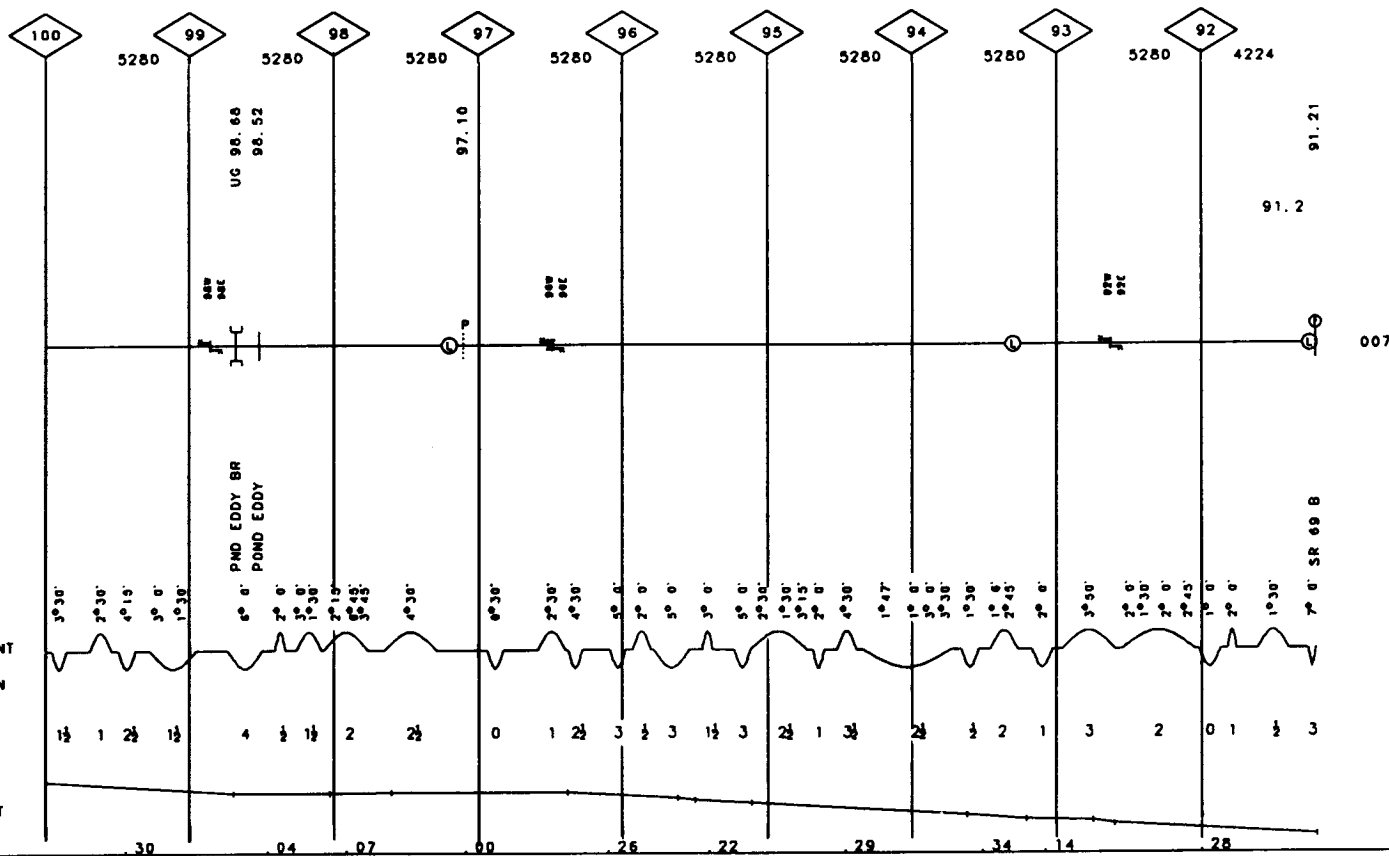 100 99 98 97 96 95 94 93 92
5280 5280 5280 5280 5280 5280 5280 5280 4224
UG 98.68
98.52
97.10
91.21
91.2
98W
98E
P
92W
92E
L L L
007
PND EDDY BR
POND EDDY
SR 69 B
3°30' 2°30' 4°15' 3°0' 1°30' 6°0' 2°0' 3°0' 1°30' 2°15' 3°45' 4°30' 0°30' 2°30' 4°30' 5°0' 2°0' 5°0' 3°0' 5°0' 2°30' 1°30' 3°15' 2°0' 4°30' 1°47' 1°0' 3°0' 3°30' 1°30' 1°6' 2°45' 2°0' 3°50' 2°0' 1°30' 2°0' 2°45' 1°0' 2°0' 1°30' 7°0'
NT
N
1½ 1 2½ 1½ 4 ½ 1½ 2 2½ 0 1 2½ 3 ½ 3 1½ 3 2½ 1 3½ 2½ ½ 2 1 3 2 0 1 ½ 3
T
.30 .04 .07 .00 .26 .22 .29 .34 .14 .28